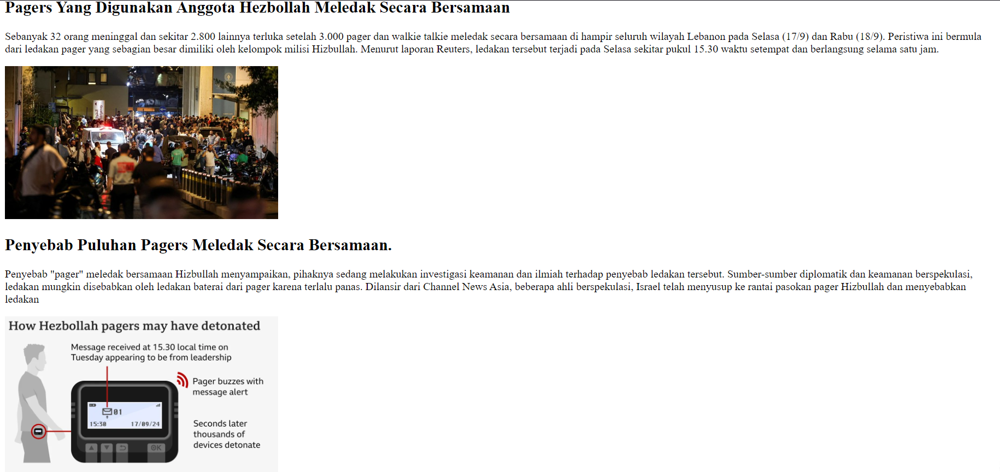 Pagers Yang Digunakan Anggota Hezbollah Meledak Secara Bersamaan
Sebanyak 32 orang meninggal dan sekitar 2.800 lainnya terluka setelah 3.000 pager dan walkie talkie meledak secara bersamaan di hampir seluruh wilayah Lebanon pada Selasa (17/9) dan Rabu (18/9). Peristiwa ini bermula
dari ledakan pager yang sebagian besar dimiliki oleh kelompok milisi Hizbullah. Menurut laporan Reuters, ledakan tersebut terjadi pada Selasa sekitar pukul 15.30 waktu setempat dan berlangsung selama satu jam.
Penyebab Puluhan Pagers Meledak Secara Bersamaan.
Penyebab "pager" meledak bersamaan Hizbullah menyampaikan, pihaknya sedang melakukan investigasi keamanan dan ilmiah terhadap penyebab ledakan tersebut. Sumber-sumber diplomatik dan keamanan berspekulasi,
ledakan mungkin disebabkan oleh ledakan baterai dari pager karena terlalu panas. Dilansir dari Channel News Asia, beberapa ahli berspekulasi, Israel telah menyusup ke rantai pasokan pager Hizbullah dan menyebabkan
ledakan
How Hezbollah pagers may have detonated
Message received at 15.30 local time on
Tuesday appearing to be from leadership
Pager buzzes with
message alert
01
15:30 17/09/24
Seconds later
thousands of
devices detonate
OK